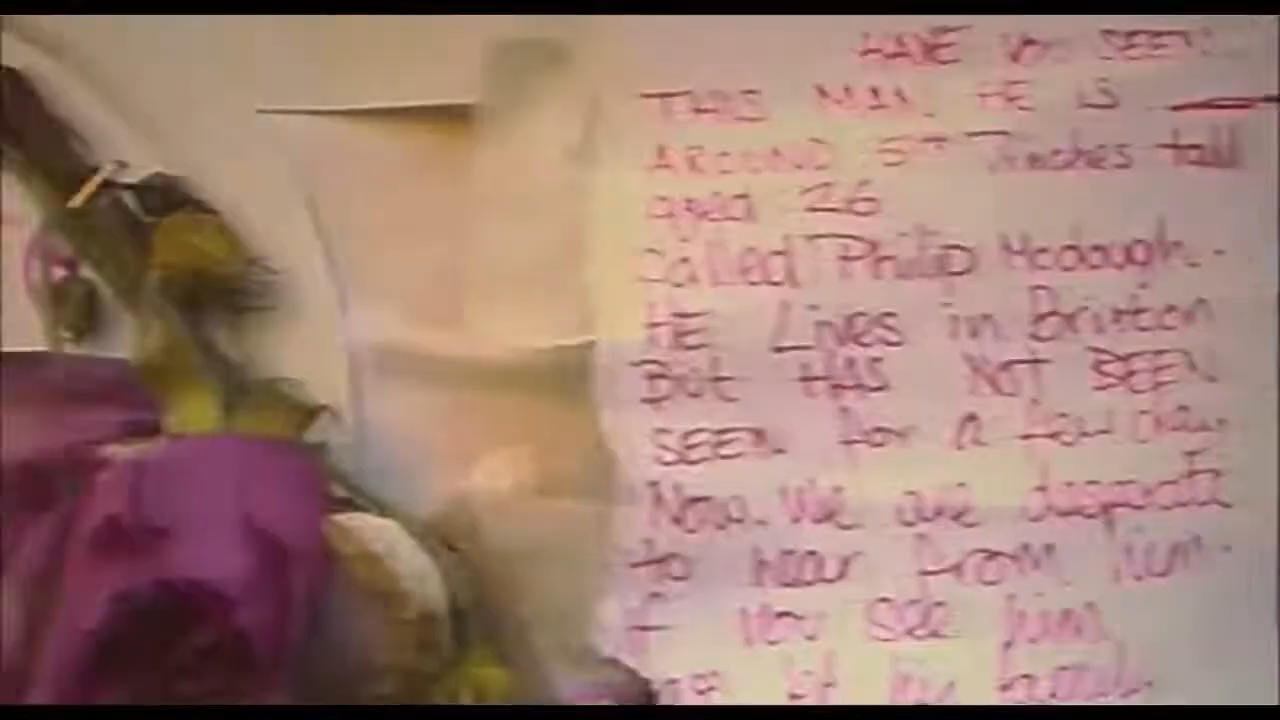 HAVE YOU SEEN
THIS MAN, HE IS
AROUND 5FT 7inches tall
aged 26
called Philip Mcdough.
HE Lives in Brixton
But HAS NOT BEEN
SEEN for a few days
Now. We are desperate
to hear from him.
if you see him